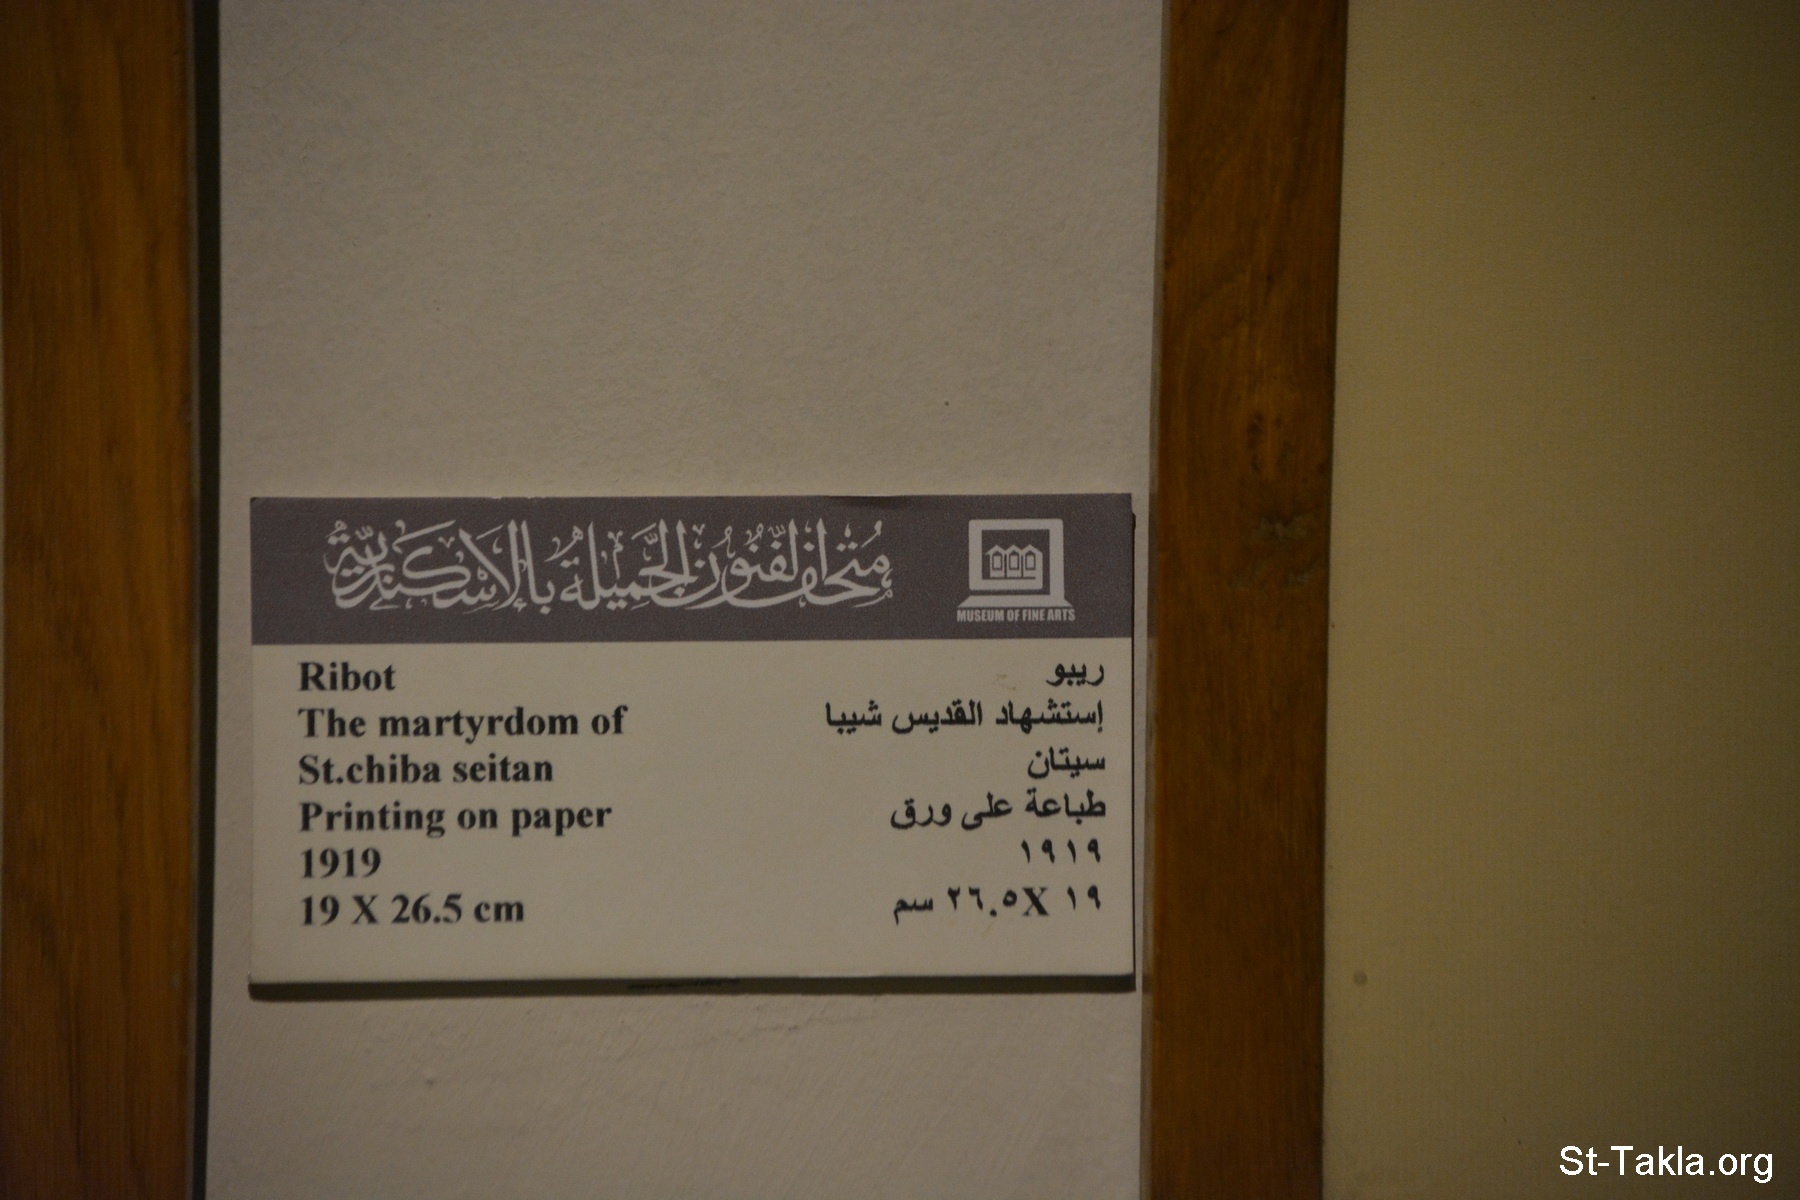 متحف الفنون الجميلة بالإسكندرية
MUSEUM OF FINE ARTS
Ribot
The martyrdom of
St.chiba seitan
Printing on paper
1919
19 X 26.5 cm
ريبو
إستشهاد القديس شيبا
سيتان
طباعة على ورق
١٩١٩
١٩ X٢٦.٥ سم
St-Takla.org